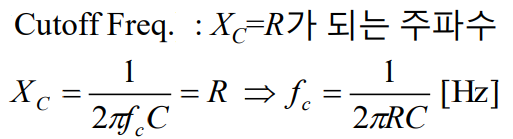 Cutoff Freq. : X_C=R가 되는 주파수
X_C = 1/(2πf_cC) = R ⇒ f_c = 1/(2πRC) [Hz]